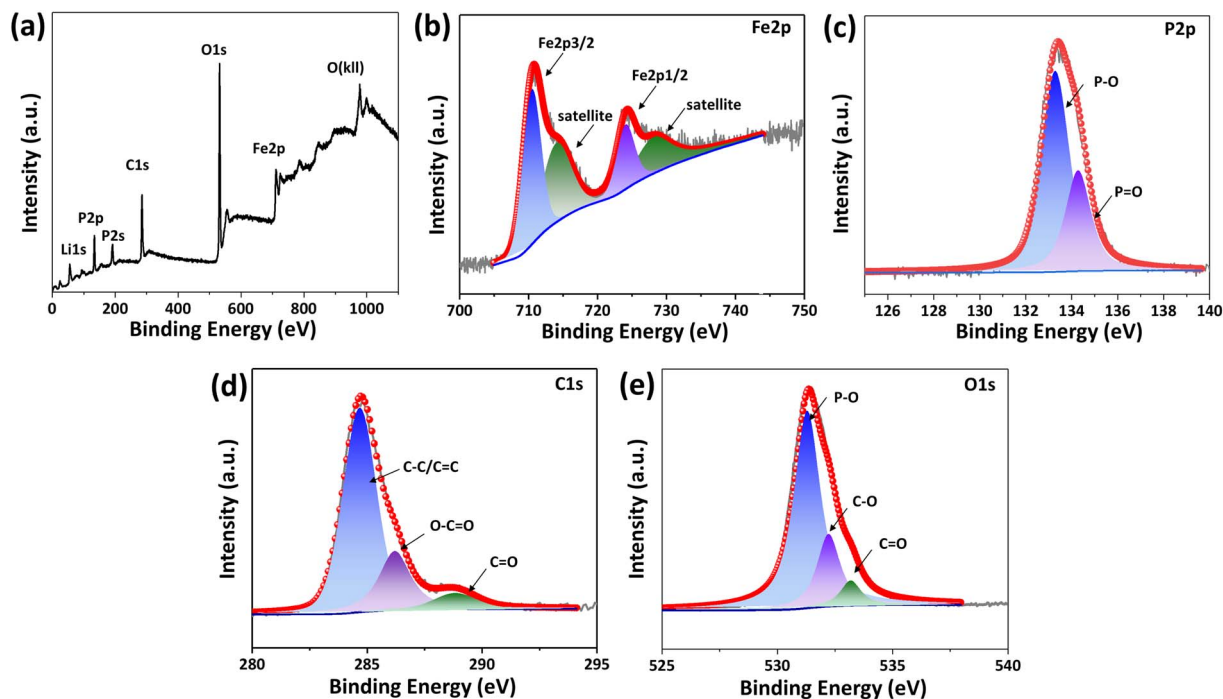 (a)
O1s
O(kll)
C1s
Fe2p
P2p
P2s
Li1s
Intensity (a.u.)
0 200 400 600 800 1000
Binding Energy (eV)
(b)
Fe2p
Fe2p3/2
Fe2p1/2
satellite
satellite
Intensity (a.u.)
700 710 720 730 740 750
Binding Energy (eV)
(c)
P2p
P-O
P=O
Intensity (a.u.)
126 128 130 132 134 136 138 140
Binding Energy (eV)
(d)
C1s
C-C/C=C
O-C=O
C=O
Intensity (a.u.)
280 285 290 295
Binding Energy (eV)
(e)
O1s
P-O
C-O
C=O
Intensity (a.u.)
525 530 535 540
Binding Energy (eV)